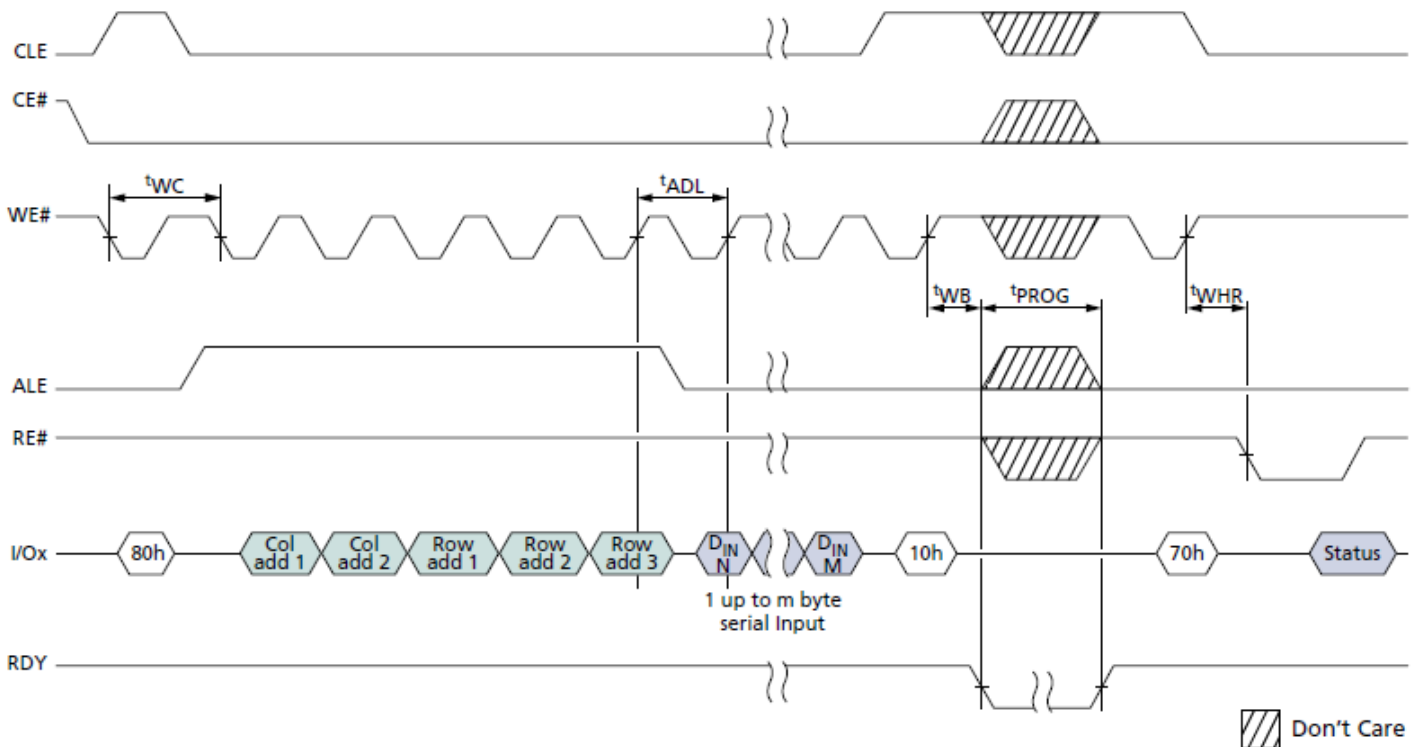 CLE
CE#
tWC
tADL
WE#
tWB
tPROG
tWHR
ALE
RE#
I/Ox
80h
Col
add 1
Col
add 2
Row
add 1
Row
add 2
Row
add 3
DIN
N
DIN
M
10h
70h
Status
1 up to m byte
serial Input
RDY
Don't Care